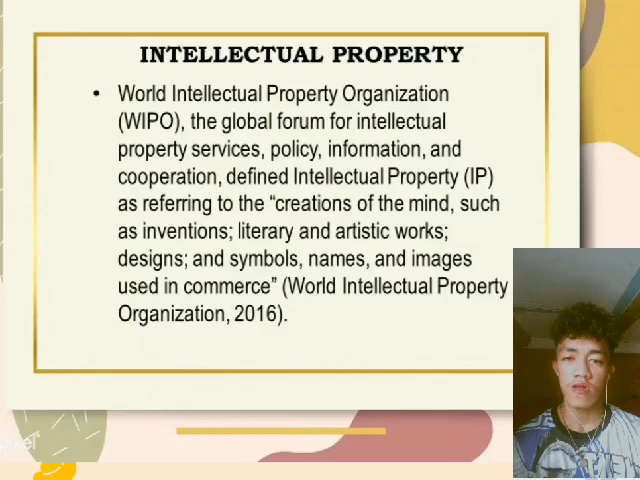 INTELLECTUAL PROPERTY
• World Intellectual Property Organization
(WIPO), the global forum for intellectual
property services, policy, information, and
cooperation, defined Intellectual Property (IP)
as referring to the “creations of the mind, such
as inventions; literary and artistic works;
designs; and symbols, names, and images
used in commerce” (World Intellectual Property
Organization, 2016).